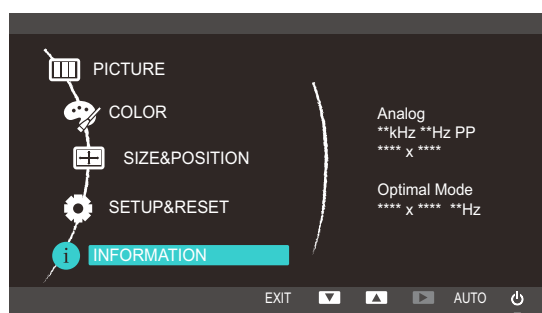 PICTURE
COLOR
SIZE&POSITION
SETUP&RESET
i INFORMATION
Analog
**kHz **Hz PP
**** x ****
Optimal Mode
**** x **** **Hz
EXIT AUTO